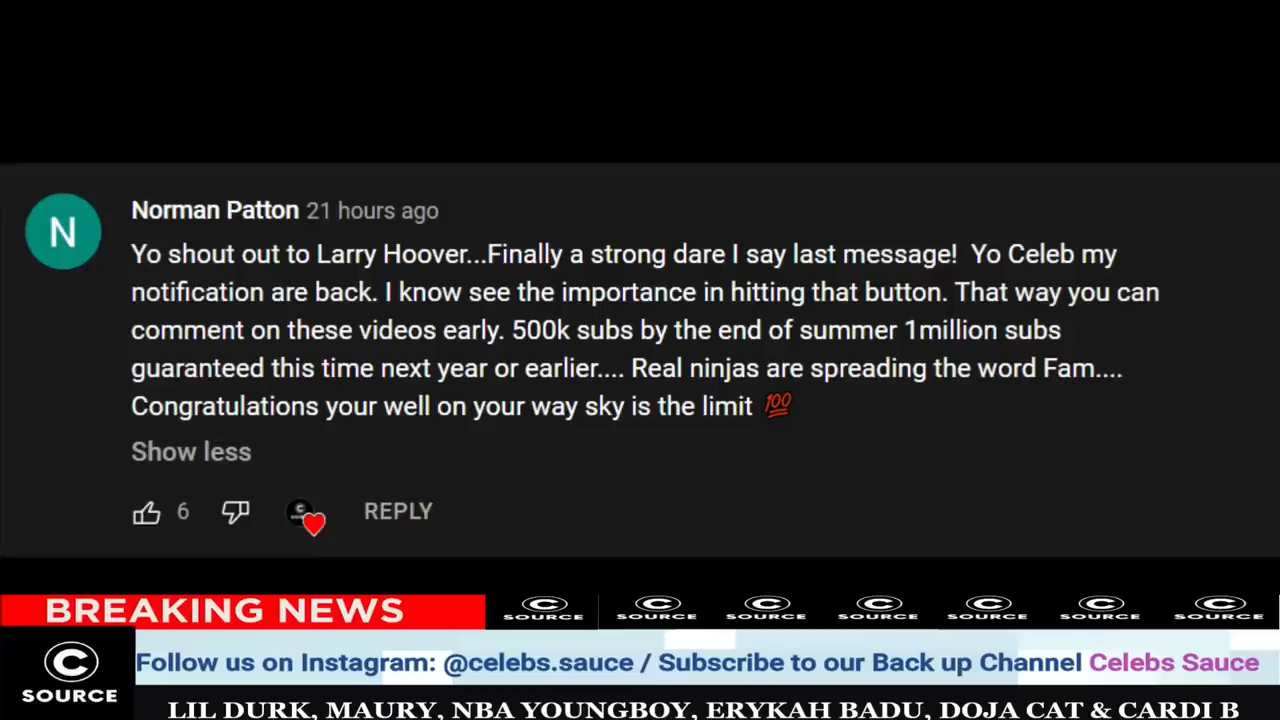 N
Norman Patton 21 hours ago
Yo shout out to Larry Hoover...Finally a strong dare I say last message!  Yo Celeb my
notification are back. I know see the importance in hitting that button. That way you can
comment on these videos early. 500k subs by the end of summer 1million subs
guaranteed this time next year or earlier.... Real ninjas are spreading the word Fam....
Congratulations your well on your way sky is the limit 💯
Show less
6 REPLY
BREAKING NEWS
C SOURCE C SOURCE C SOURCE C SOURCE C SOURCE C SOURCE C SOURCE
C SOURCE
Follow us on Instagram: @celebs.sauce / Subscribe to our Back up Channel Celebs Sauce
LIL DURK, MAURY, NBA YOUNGBOY, ERYKAH BADU, DOJA CAT & CARDI B